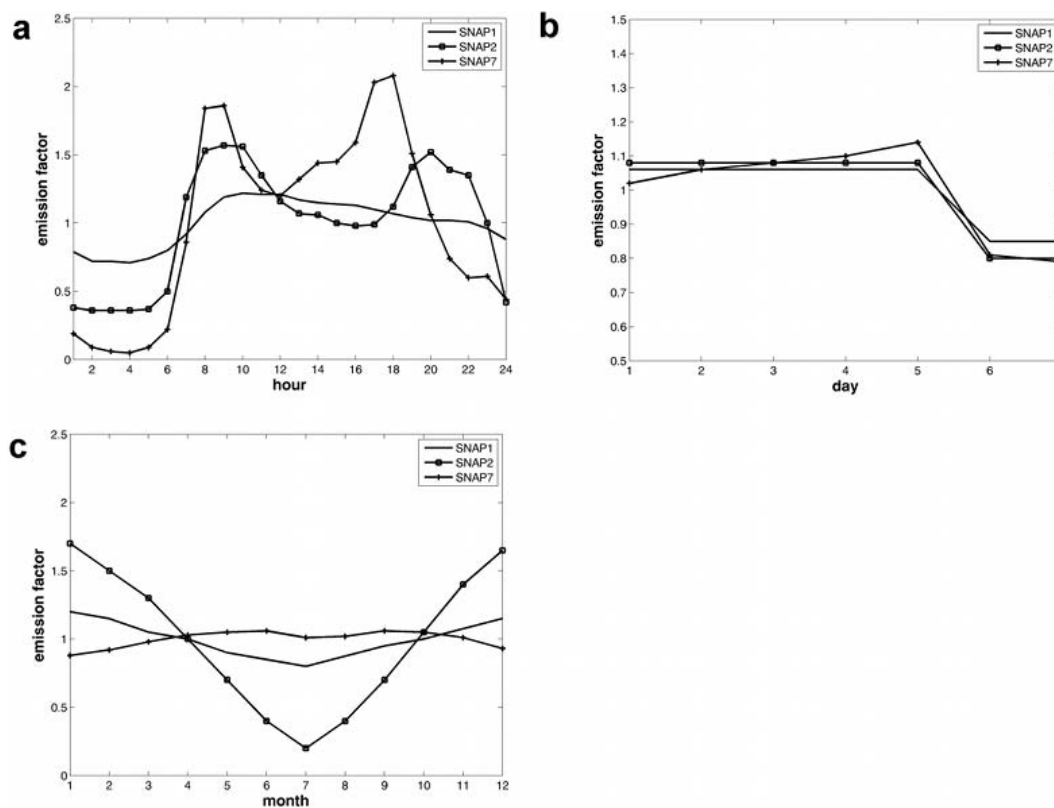 a
2.5
2
1.5
1
0.5
0
emission factor
2 4 6 8 10 12 14 16 18 20 22 24
hour
SNAP1
SNAP2
SNAP7
b
1.5
1.4
1.3
1.2
1.1
1
0.9
0.8
0.7
0.6
0.5
emission factor
1 2 3 4 5 6
day
SNAP1
SNAP2
SNAP7
c
2.5
2
1.5
1
0.5
0
emission factor
1 2 3 4 5 6 7 8 9 10 11 12
month
SNAP1
SNAP2
SNAP7